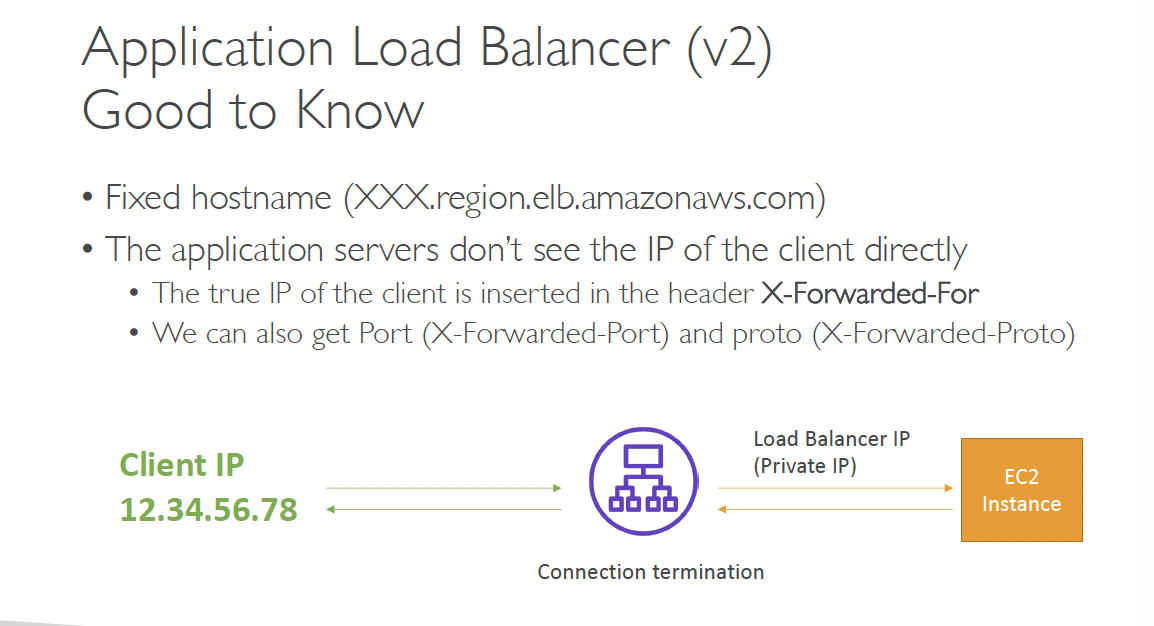 Application Load Balancer (v2)
Good to Know
• Fixed hostname (XXX.region.elb.amazonaws.com)
• The application servers don’t see the IP of the client directly
• The true IP of the client is inserted in the header X-Forwarded-For
• We can also get Port (X-Forwarded-Port) and proto (X-Forwarded-Proto)
Client IP
12.34.56.78
Load Balancer IP
(Private IP)
EC2
Instance
Connection termination